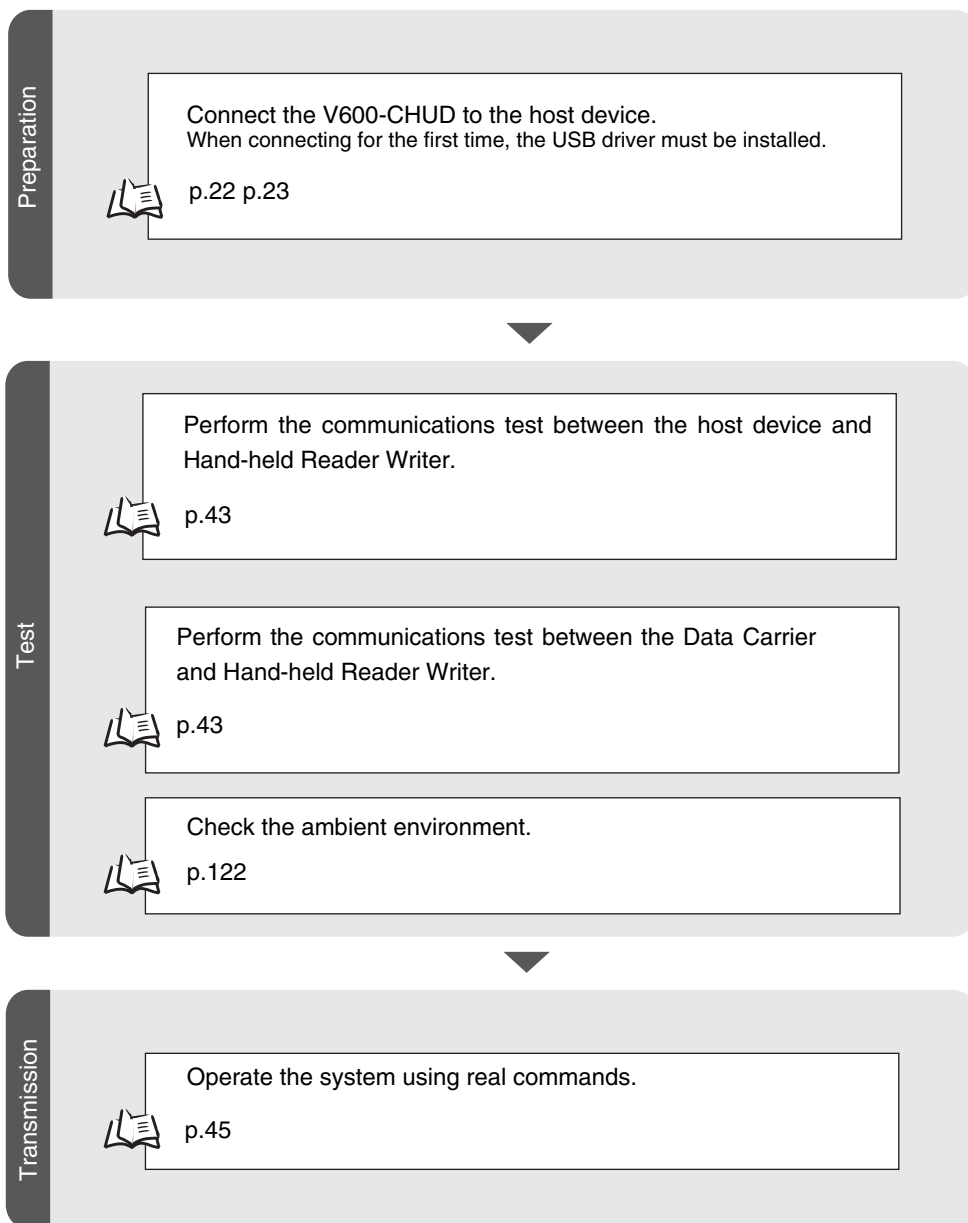 Preparation
Connect the V600-CHUD to the host device.
When connecting for the first time, the USB driver must be installed.
p.22 p.23
Test
Perform the communications test between the host device and
Hand-held Reader Writer.
p.43
Perform the communications test between the Data Carrier
and Hand-held Reader Writer.
p.43
Check the ambient environment.
p.122
Transmission
Operate the system using real commands.
p.45